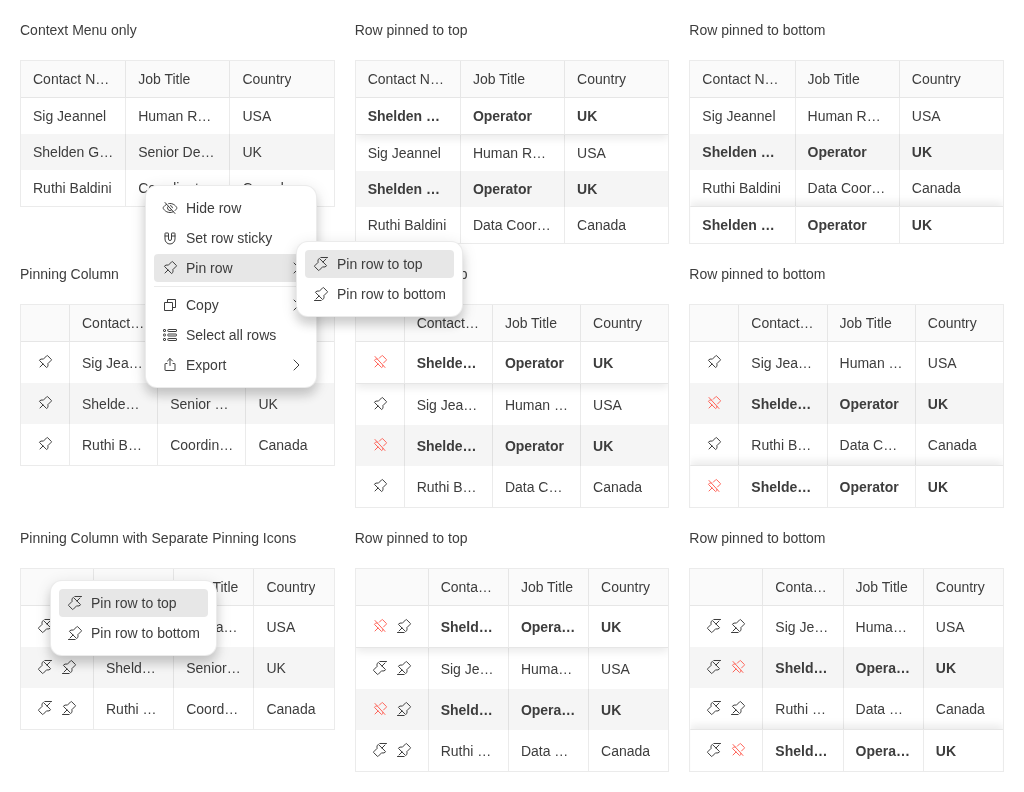 Context Menu only
Contact N… Job Title Country
Sig Jeannel Human R… USA
Shelden G… Senior De… UK
Ruthi Baldini
Hide row
Set row sticky
Pin row
Copy
Select all rows
Export
Pin row to top
Pin row to bottom
Row pinned to top
Contact N… Job Title Country
Shelden … Operator UK
Sig Jeannel Human R… USA
Shelden … Operator UK
Ruthi Baldini Data Coor… Canada
Row pinned to bottom
Contact N… Job Title Country
Sig Jeannel Human R… USA
Shelden … Operator UK
Ruthi Baldini Data Coor… Canada
Shelden … Operator UK
Pinning Column
Contact…
Sig Jea…
Shelde… Senior … UK
Ruthi B… Coordin… Canada
Contact… Job Title Country
Shelde… Operator UK
Sig Jea… Human … USA
Shelde… Operator UK
Ruthi B… Data C… Canada
Row pinned to bottom
Contact… Job Title Country
Sig Jea… Human … USA
Shelde… Operator UK
Ruthi B… Data C… Canada
Shelde… Operator UK
Pinning Column with Separate Pinning Icons
Title Country
Pin row to top
Pin row to bottom
a… USA
Sheld… Senior… UK
Ruthi … Coord… Canada
Row pinned to top
Conta… Job Title Country
Sheld… Opera… UK
Sig Je… Huma… USA
Sheld… Opera… UK
Ruthi … Data … Canada
Row pinned to bottom
Conta… Job Title Country
Sig Je… Huma… USA
Sheld… Opera… UK
Ruthi … Data … Canada
Sheld… Opera… UK